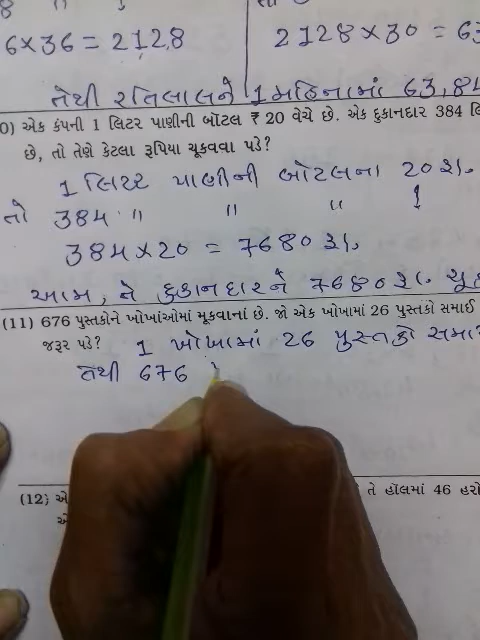 6×36 = 2128
2128×30 = 63
તેથી રતિલાલને 1 મહિનામાં 63,84
0) એક કંપની 1 લિટર પાણીની બૉટલ ₹ 20 વેચે છે. એક દુકાનદાર 384 લિ
છે, તો તેણે કેટલા રૂપિયા ચૂકવવા પડે?
1 લિટર પાણીની બોટલના 20 રૂા.
તો 384 " " "
384×20 = 7680 રૂા.
આમ, તે દુકાનદારને 7680 રૂા. ચૂ
(11) 676 પુસ્તકોને ખોખાંઓમાં મૂકવાનાં છે. જો એક ખોખામાં 26 પુસ્તકો સમાઈ
જરૂર પડે? 1 ખોખામાં 26 પુસ્તકો સમા
તેથી 676
(12) એ તે હૉલમાં 46 હરો
એ